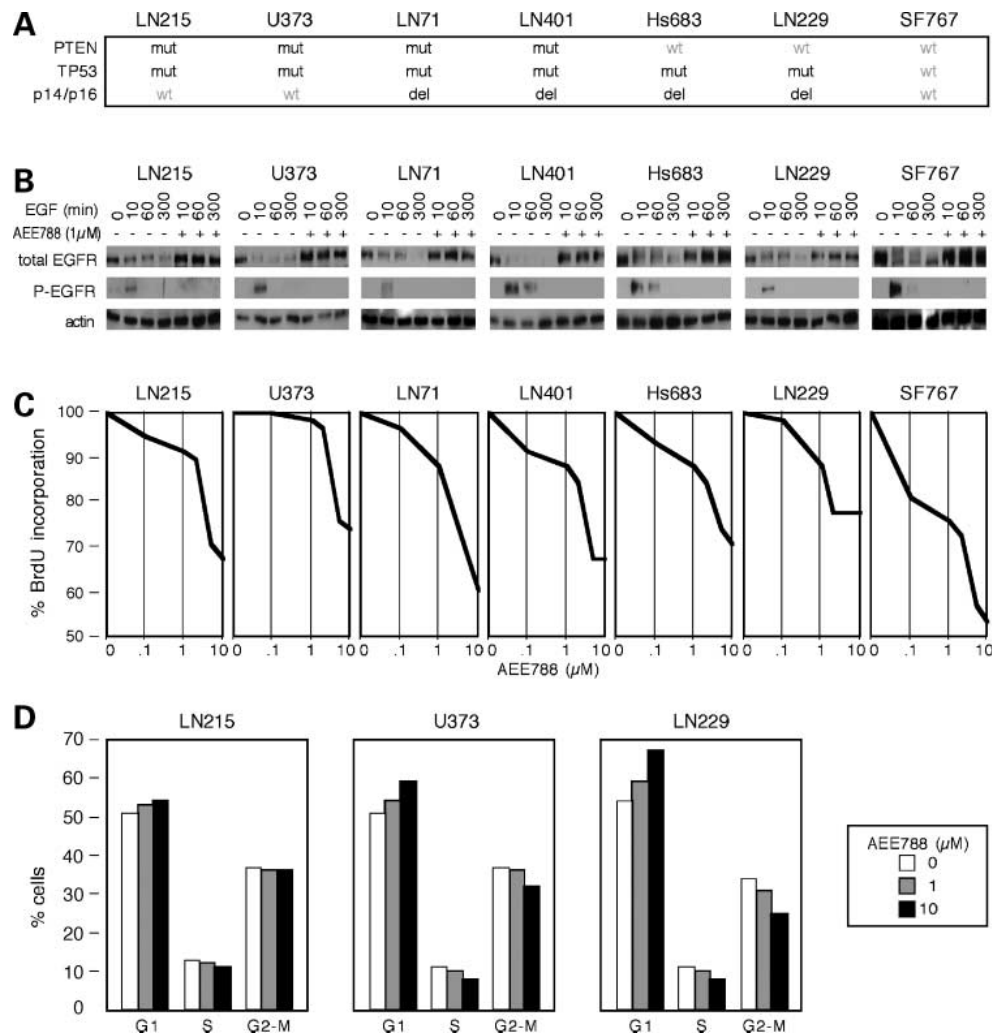 A LN215 U373 LN71 LN401 Hs683 LN229 SF767
PTEN mut mut mut mut wt wt wt
TP53 mut mut mut mut mut mut wt
p14/p16 wt wt del del del del wt
B LN215 U373 LN71 LN401 Hs683 LN229 SF767
EGF (min) 0 10 60 300 10 60 300 0 10 60 300 10 60 300 0 10 60 300 10 60 300 0 10 60 300 10 60 300 0 10 60 300 10 60 300 0 10 60 300 10 60 300 0 10 60 300 10 60 300
AEE788 (1µM) - - - - + + + - - - - + + + - - - - + + + - - - - + + + - - - - + + + - - - - + + + - - - - + + +
total EGFR
P-EGFR
actin
C LN215 U373 LN71 LN401 Hs683 LN229 SF767
100
90
80
70
60
50
% BrdU incorporation
0 .1 1 10 0 .1 1 10 0 .1 1 10 0 .1 1 10 0 .1 1 10 0 .1 1 10 0 .1 1 10
AEE788 (µM)
D LN215 U373 LN229
70
60
50
40
30
20
10
0
% cells
G1 S G2-M G1 S G2-M G1 S G2-M
AEE788 (µM)
0
1
10